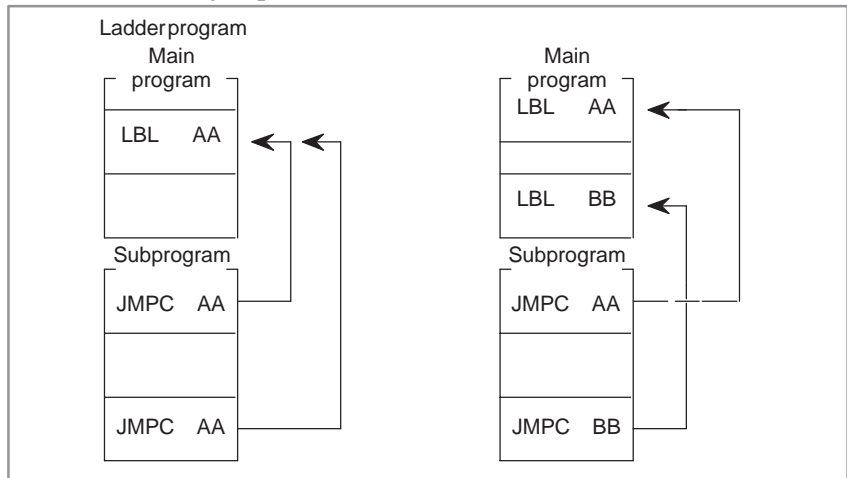 Ladder program
Main
program
LBL AA
Subprogram
JMPC AA
JMPC AA
Main
program
LBL AA
LBL BB
Subprogram
JMPC AA
JMPC BB